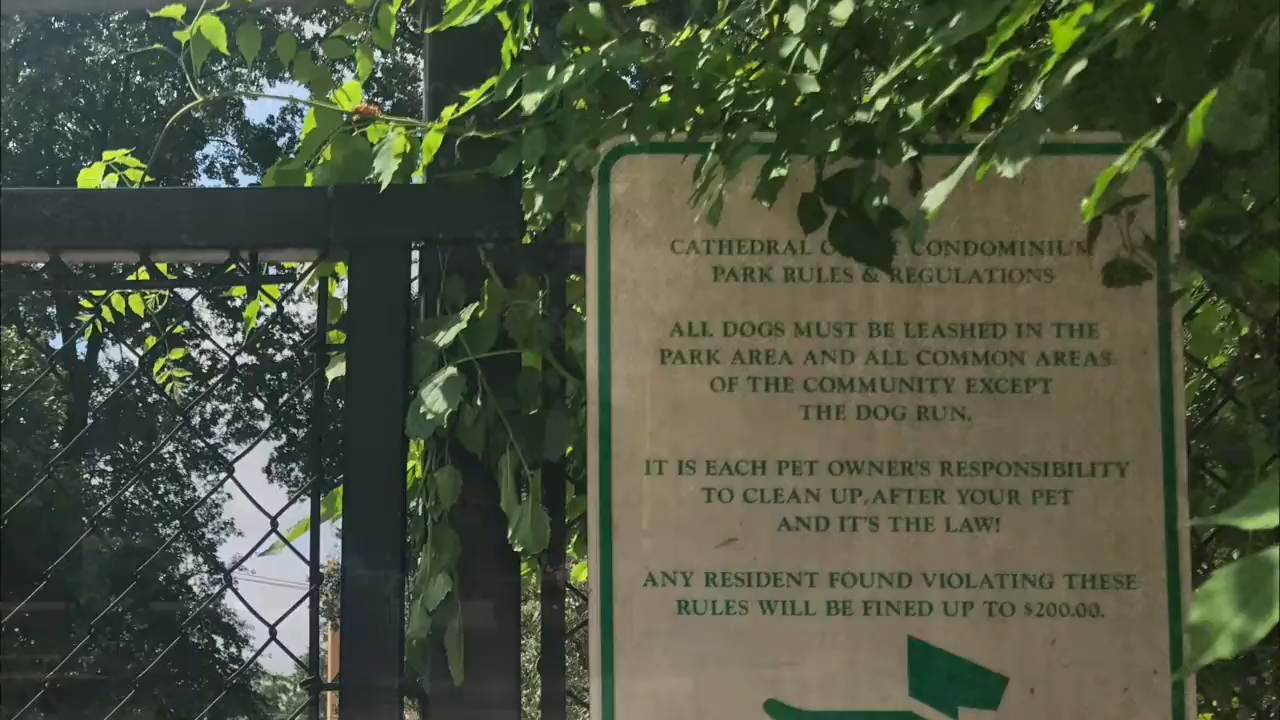 CATHEDRAL CONDOMINIUM
PARK RULES & REGULATIONS
ALL DOGS MUST BE LEASHED IN THE
PARK AREA AND ALL COMMON AREAS
OF THE COMMUNITY EXCEPT
THE DOG RUN.
IT IS EACH PET OWNER'S RESPONSIBILITY
TO CLEAN UP AFTER YOUR PET
AND IT'S THE LAW!
ANY RESIDENT FOUND VIOLATING THESE
RULES WILL BE FINED UP TO $200.00.